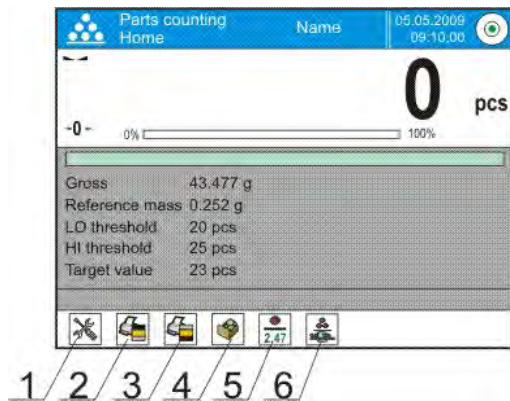 Parts counting
Home
Name
05.05.2009
09:10,00
0 pcs
-0-
0%
100%
Gross 43.477 g
Reference mass 0.252 g
LO threshold 20 pcs
HI threshold 25 pcs
Target value 23 pcs
2,47
1 2 3 4 5 6